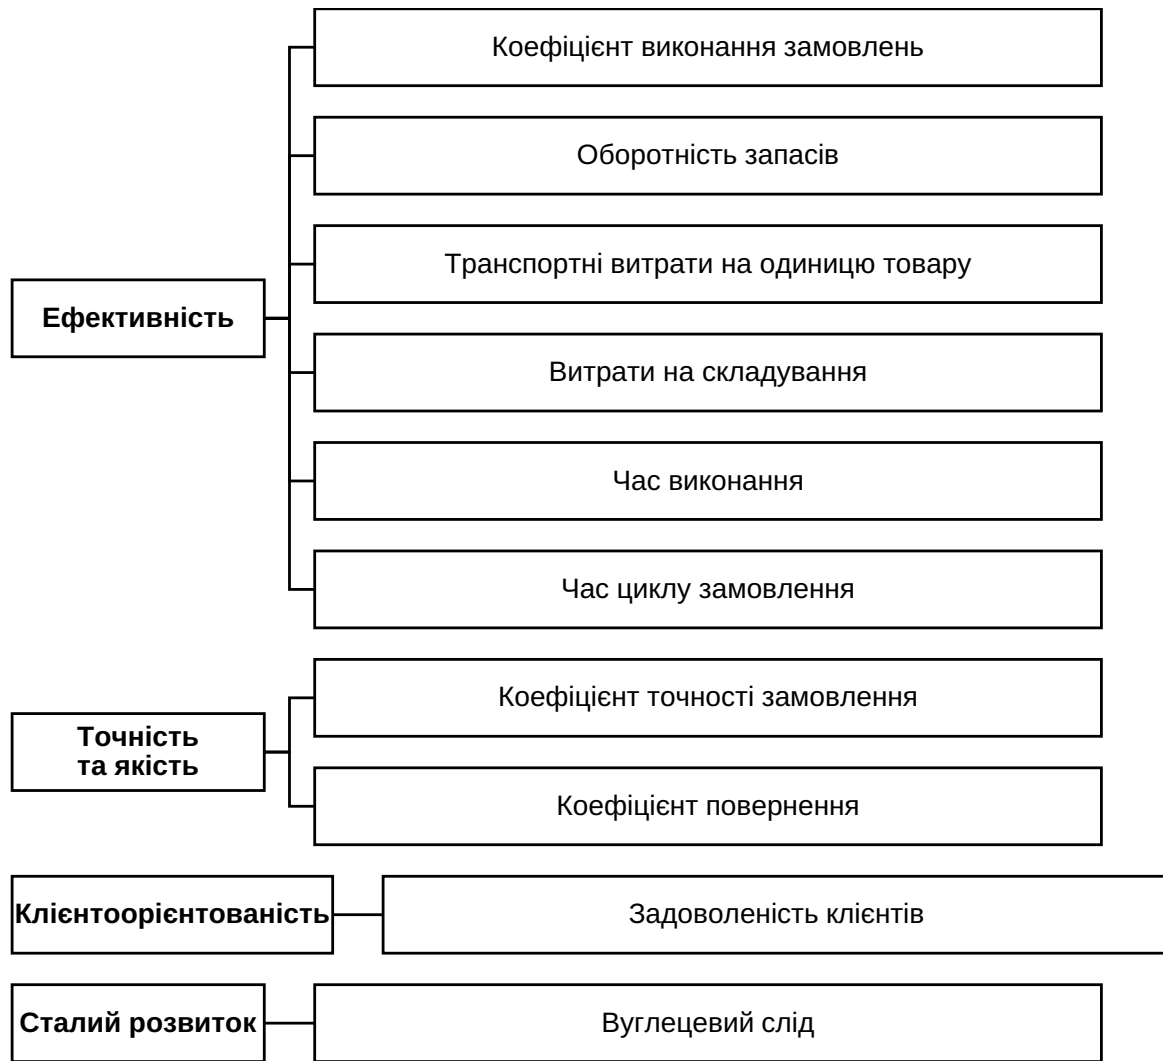 Ефективність
Коефіцієнт виконання замовлень
Оборотність запасів
Транспортні витрати на одиницю товару
Витрати на складування
Час виконання
Час циклу замовлення
Точність
та якість
Коефіцієнт точності замовлення
Коефіцієнт повернення
Клієнтоорієнтованість
Задоволеність клієнтів
Сталий розвиток
Вуглецевий слід